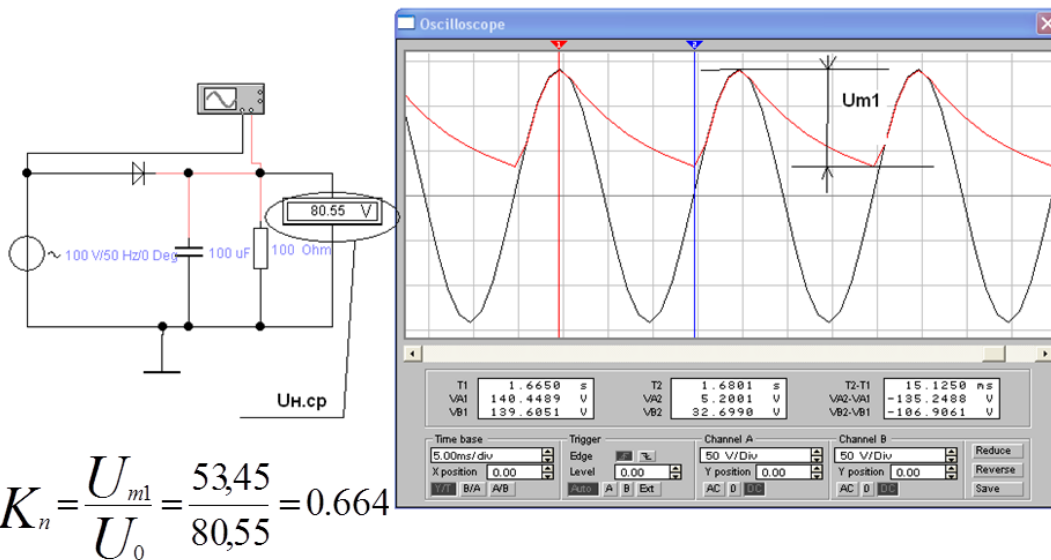 Oscilloscope
1 2
Um1
80.55 V
~ 100 V/50 Hz/0 Deg
100 uF
100 Ohm
Uн.ср
T1 1.6650 s
VA1 140.4489 V
VB1 139.6051 V
T2 1.6801 s
VA2 5.2001 V
VB2 32.6990 V
T2-T1 15.1250 ms
VA2-VA1 -135.2488 V
VB2-VB1 -106.9061 V
Time base
5.00ms/div
X position 0.00
Y/T B/A A/B
Trigger
Edge
Level 0.00
Auto A B Ext
Channel A
50 V/Div
Y position 0.00
AC 0 DC
Channel B
50 V/Div
Y position 0.00
AC 0 DC
Reduce
Reverse
Save
Kn = Um1 / U0 = 53,45 / 80,55 = 0.664